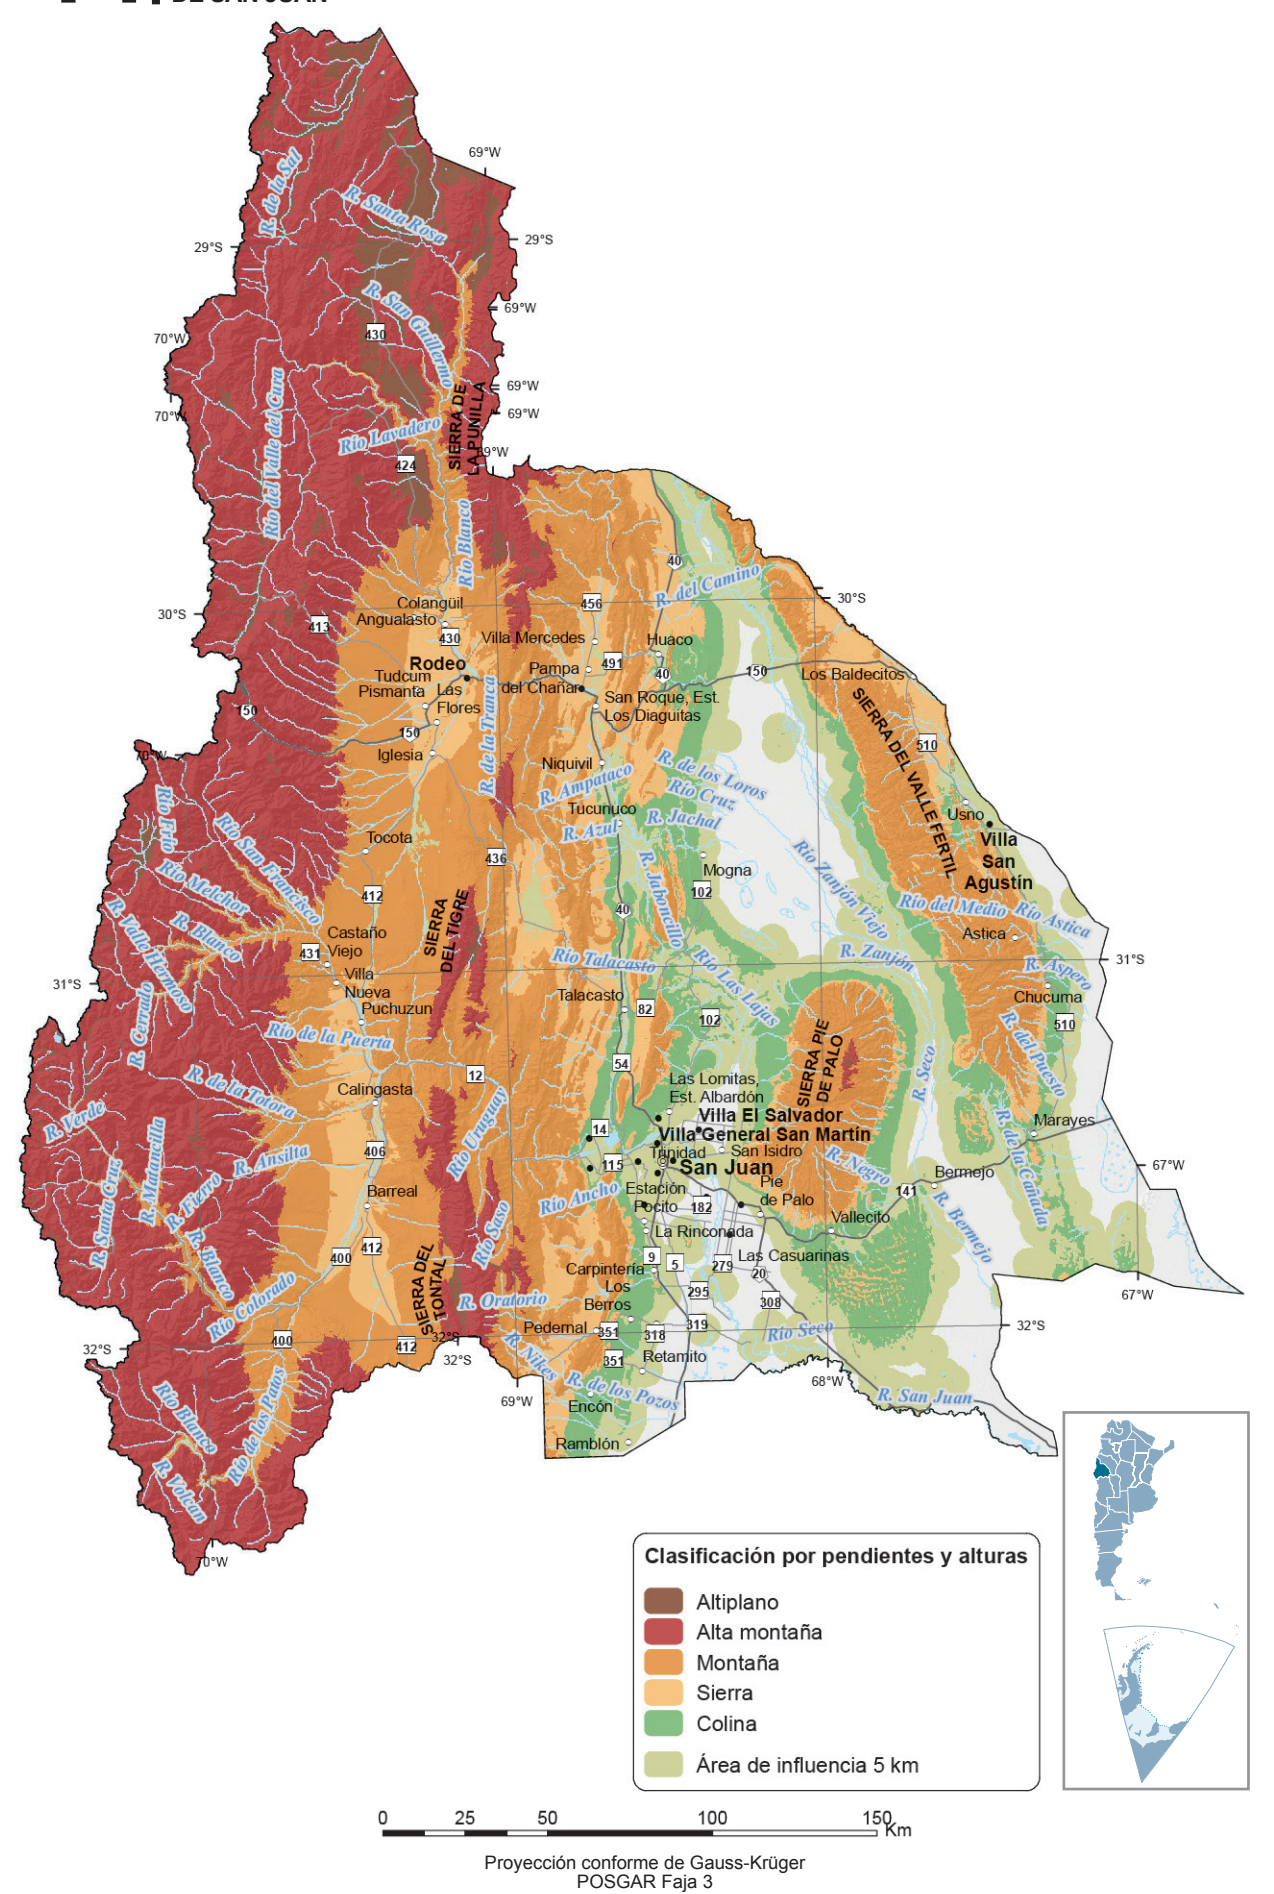 DE SAN JUAN
69°W
R. de la Sal
R. Santa Rosa
29°S
29°S
R. San Guillermo
69°W
430
70°W
69°W
70°W
69°W
Río del Valle del Cura
SIERRA DE
LA PUNILLA
Río Lavadero
69°W
424
Río Blanco
40
R. del Camino
30°S
Colangüil
456
30°S
Angualasto
413
430
Villa Mercedes
Huaco
Rodeo
Pampa
491
40
150
Los Baldecitos
Tudcum
del Chañar
Pismanta
Las
Flores
San Roque, Est.
Los Diaguitas
150
R. de la Tranca
SIERRA DEL VALLE FERTIL
150
510
70°W
Iglesia
Niquivil
R. de los Loros
R. Ampataco
Río Cruz
Río Frío
Tucunuco
R. Jachal
R. Azul
Usno
Villa
San
Agustín
Río San Francisco
Tocota
436
Río Zanjón Viejo
Río Melchor
R. Jaboncillo
Mogna
412
102
SIERRA
DEL TIGRE
Río del Medio
Río Astica
R. Valle Hermoso
R. Blanco
40
Castaño
Viejo
Astica
431
Río Talacasto
R. Zanjón
31°S
Villa
Nueva
Río Las Lajas
R. Aspero
31°S
Talacasto
Chucuma
Puchuzun
82
102
510
R. Cerrado
Río de la Puerta
SIERRA PIE
DE PALO
R. del Puesto
54
12
R. Seco
R. de la Totora
Calingasta
Las Lomitas,
Est. Albardón
R. Verde
Río Uruguay
Villa El Salvador
Marayes
14
Villa General San Martín
R. Matancilla
406
Trinidad
San Isidro
R. de la Cañada
R. Ansilta
115
San Juan
R. Negro
67°W
R. Santa Cruz
Barreal
Río Ancho
Estación
Pocito
Pie
de Palo
141
Bermejo
R. Fierro
182
Vallecito
R. Bermejo
Río Saso
La Rinconada
R. Blanco
412
400
9
5
Las Casuarinas
SIERRA DEL
TONTAL
Carpintería
279
20
Los
Berros
295
308
67°W
Río Colorado
R. Oratorio
Pedernal
351
318
319
Río Seco
32°S
400
412
32°S
32°S
32°S
R. Nikes
351
Retamito
68°W
69°W
R. de los Pozos
R. San Juan
Río Blanco
Encón
Río de los Patos
Ramblón
R. Volcan
70°W
Clasificación por pendientes y alturas
Altiplano
Alta montaña
Montaña
Sierra
Colina
Área de influencia 5 km
0 25 50 100 150
Km
Proyección conforme de Gauss-Krüger
POSGAR Faja 3